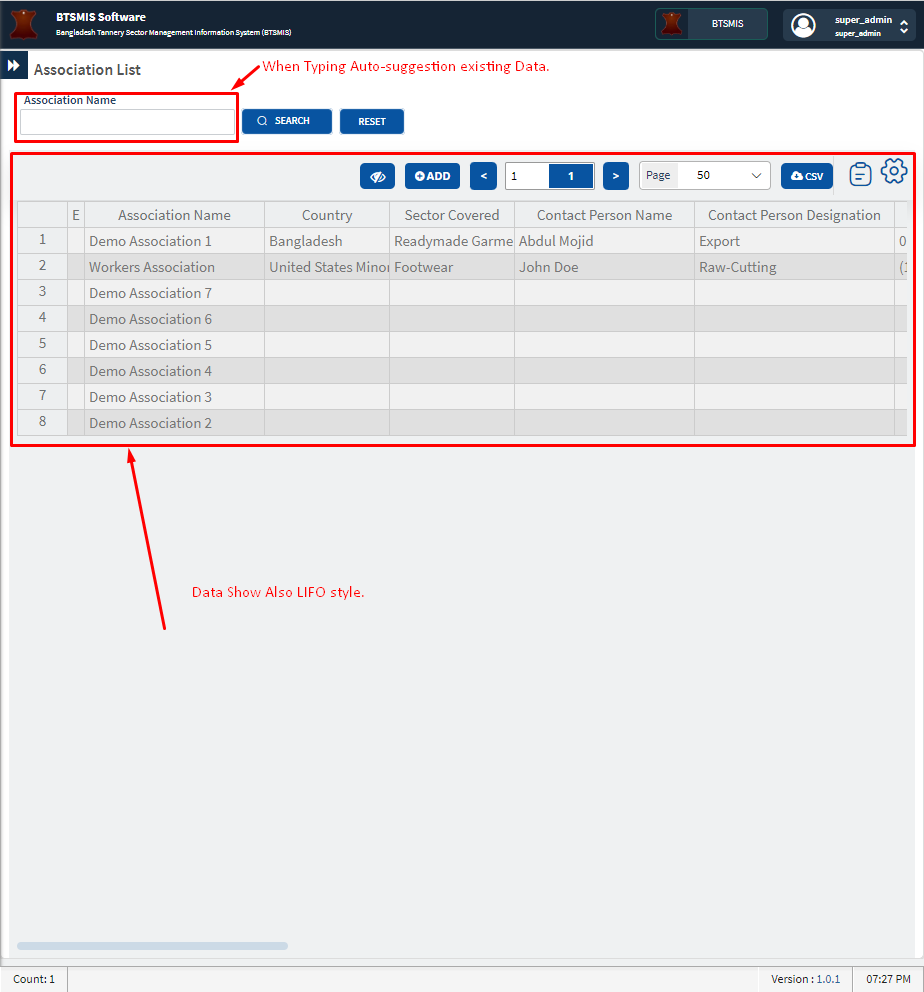 BTSMIS Software
Bangladesh Tannery Sector Management Information System (BTSMIS)
BTSMIS
super_admin
super_admin
Association List
When Typing Auto-suggestion existing Data.
Association Name
SEARCH
RESET
ADD
<
1
1
>
Page
50
CSV
E Association Name Country Sector Covered Contact Person Name Contact Person Designation
1 Demo Association 1 Bangladesh Readymade Garme Abdul Mojid Export 0
2 Workers Association United States Minor Footwear John Doe Raw-Cutting (1
3 Demo Association 7
4 Demo Association 6
5 Demo Association 5
6 Demo Association 4
7 Demo Association 3
8 Demo Association 2
Data Show Also LIFO style.
Count: 1
Version : 1.0.1
07:27 PM